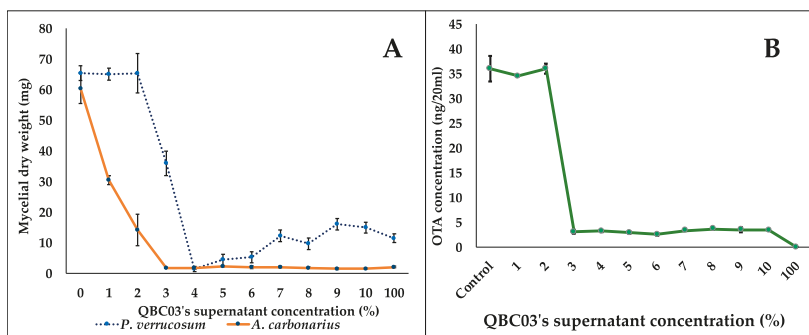 A
Mycelial dry weight (mg)
80
70
60
50
40
30
20
10
0
0 1 2 3 4 5 6 7 8 9 10 100
QBC03's supernatant concentration (%)
P. verrucosum A. carbonarius
B
OTA concentration (ng/20ml)
45
40
35
30
25
20
15
10
5
0
Control 1 2 3 4 5 6 7 8 9 10 100
QBC03's supernatant concentration (%)